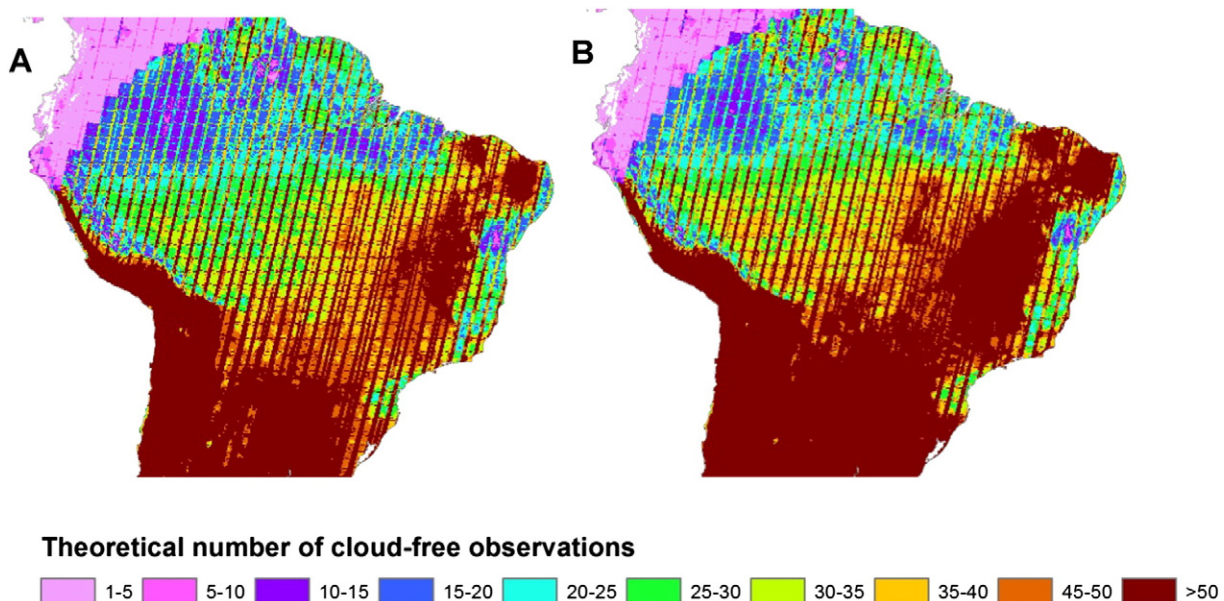 A
B
Theoretical number of cloud-free observations
1-5 5-10 10-15 15-20 20-25 25-30 30-35 35-40 45-50 >50